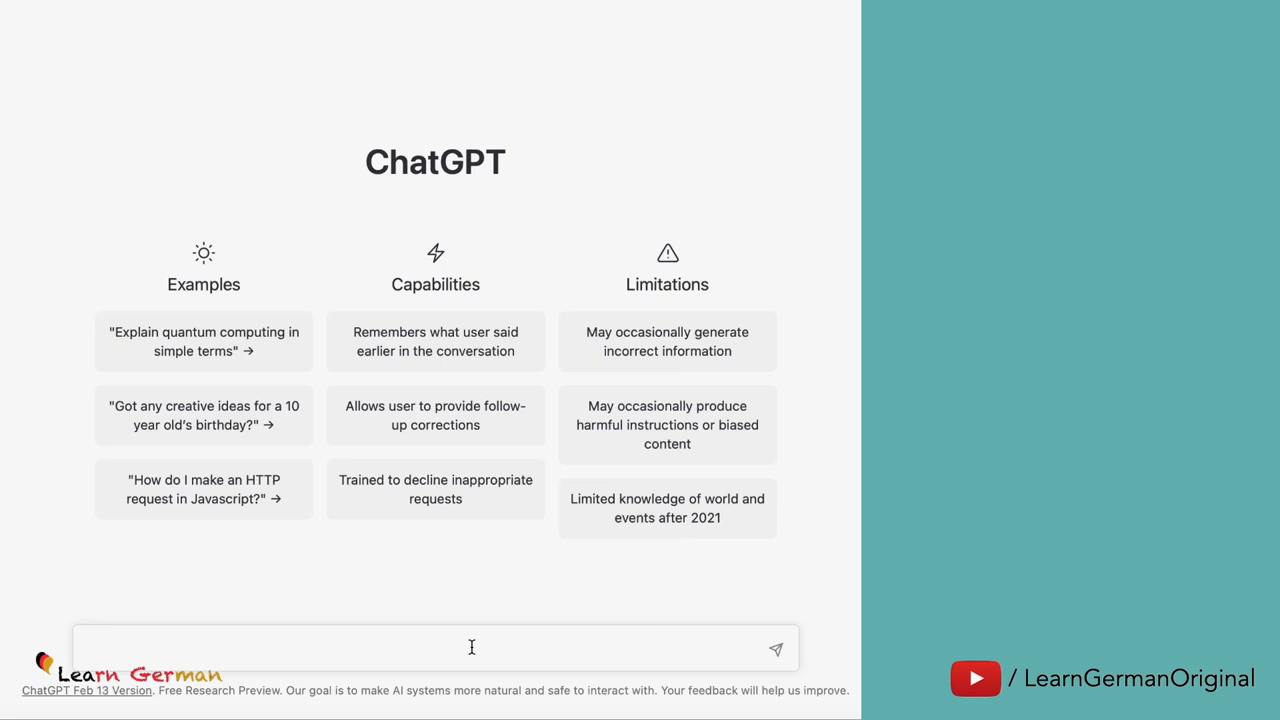 ChatGPT
Examples
"Explain quantum computing in
simple terms" →
"Got any creative ideas for a 10
year old's birthday?" →
"How do I make an HTTP
request in Javascript?" →
Capabilities
Remembers what user said
earlier in the conversation
Allows user to provide follow-
up corrections
Trained to decline inappropriate
requests
Limitations
May occasionally generate
incorrect information
May occasionally produce
harmful instructions or biased
content
Limited knowledge of world and
events after 2021
Learn German
ChatGPT Feb 13 Version. Free Research Preview. Our goal is to make AI systems more natural and safe to interact with. Your feedback will help us improve.
/ LearnGermanOriginal